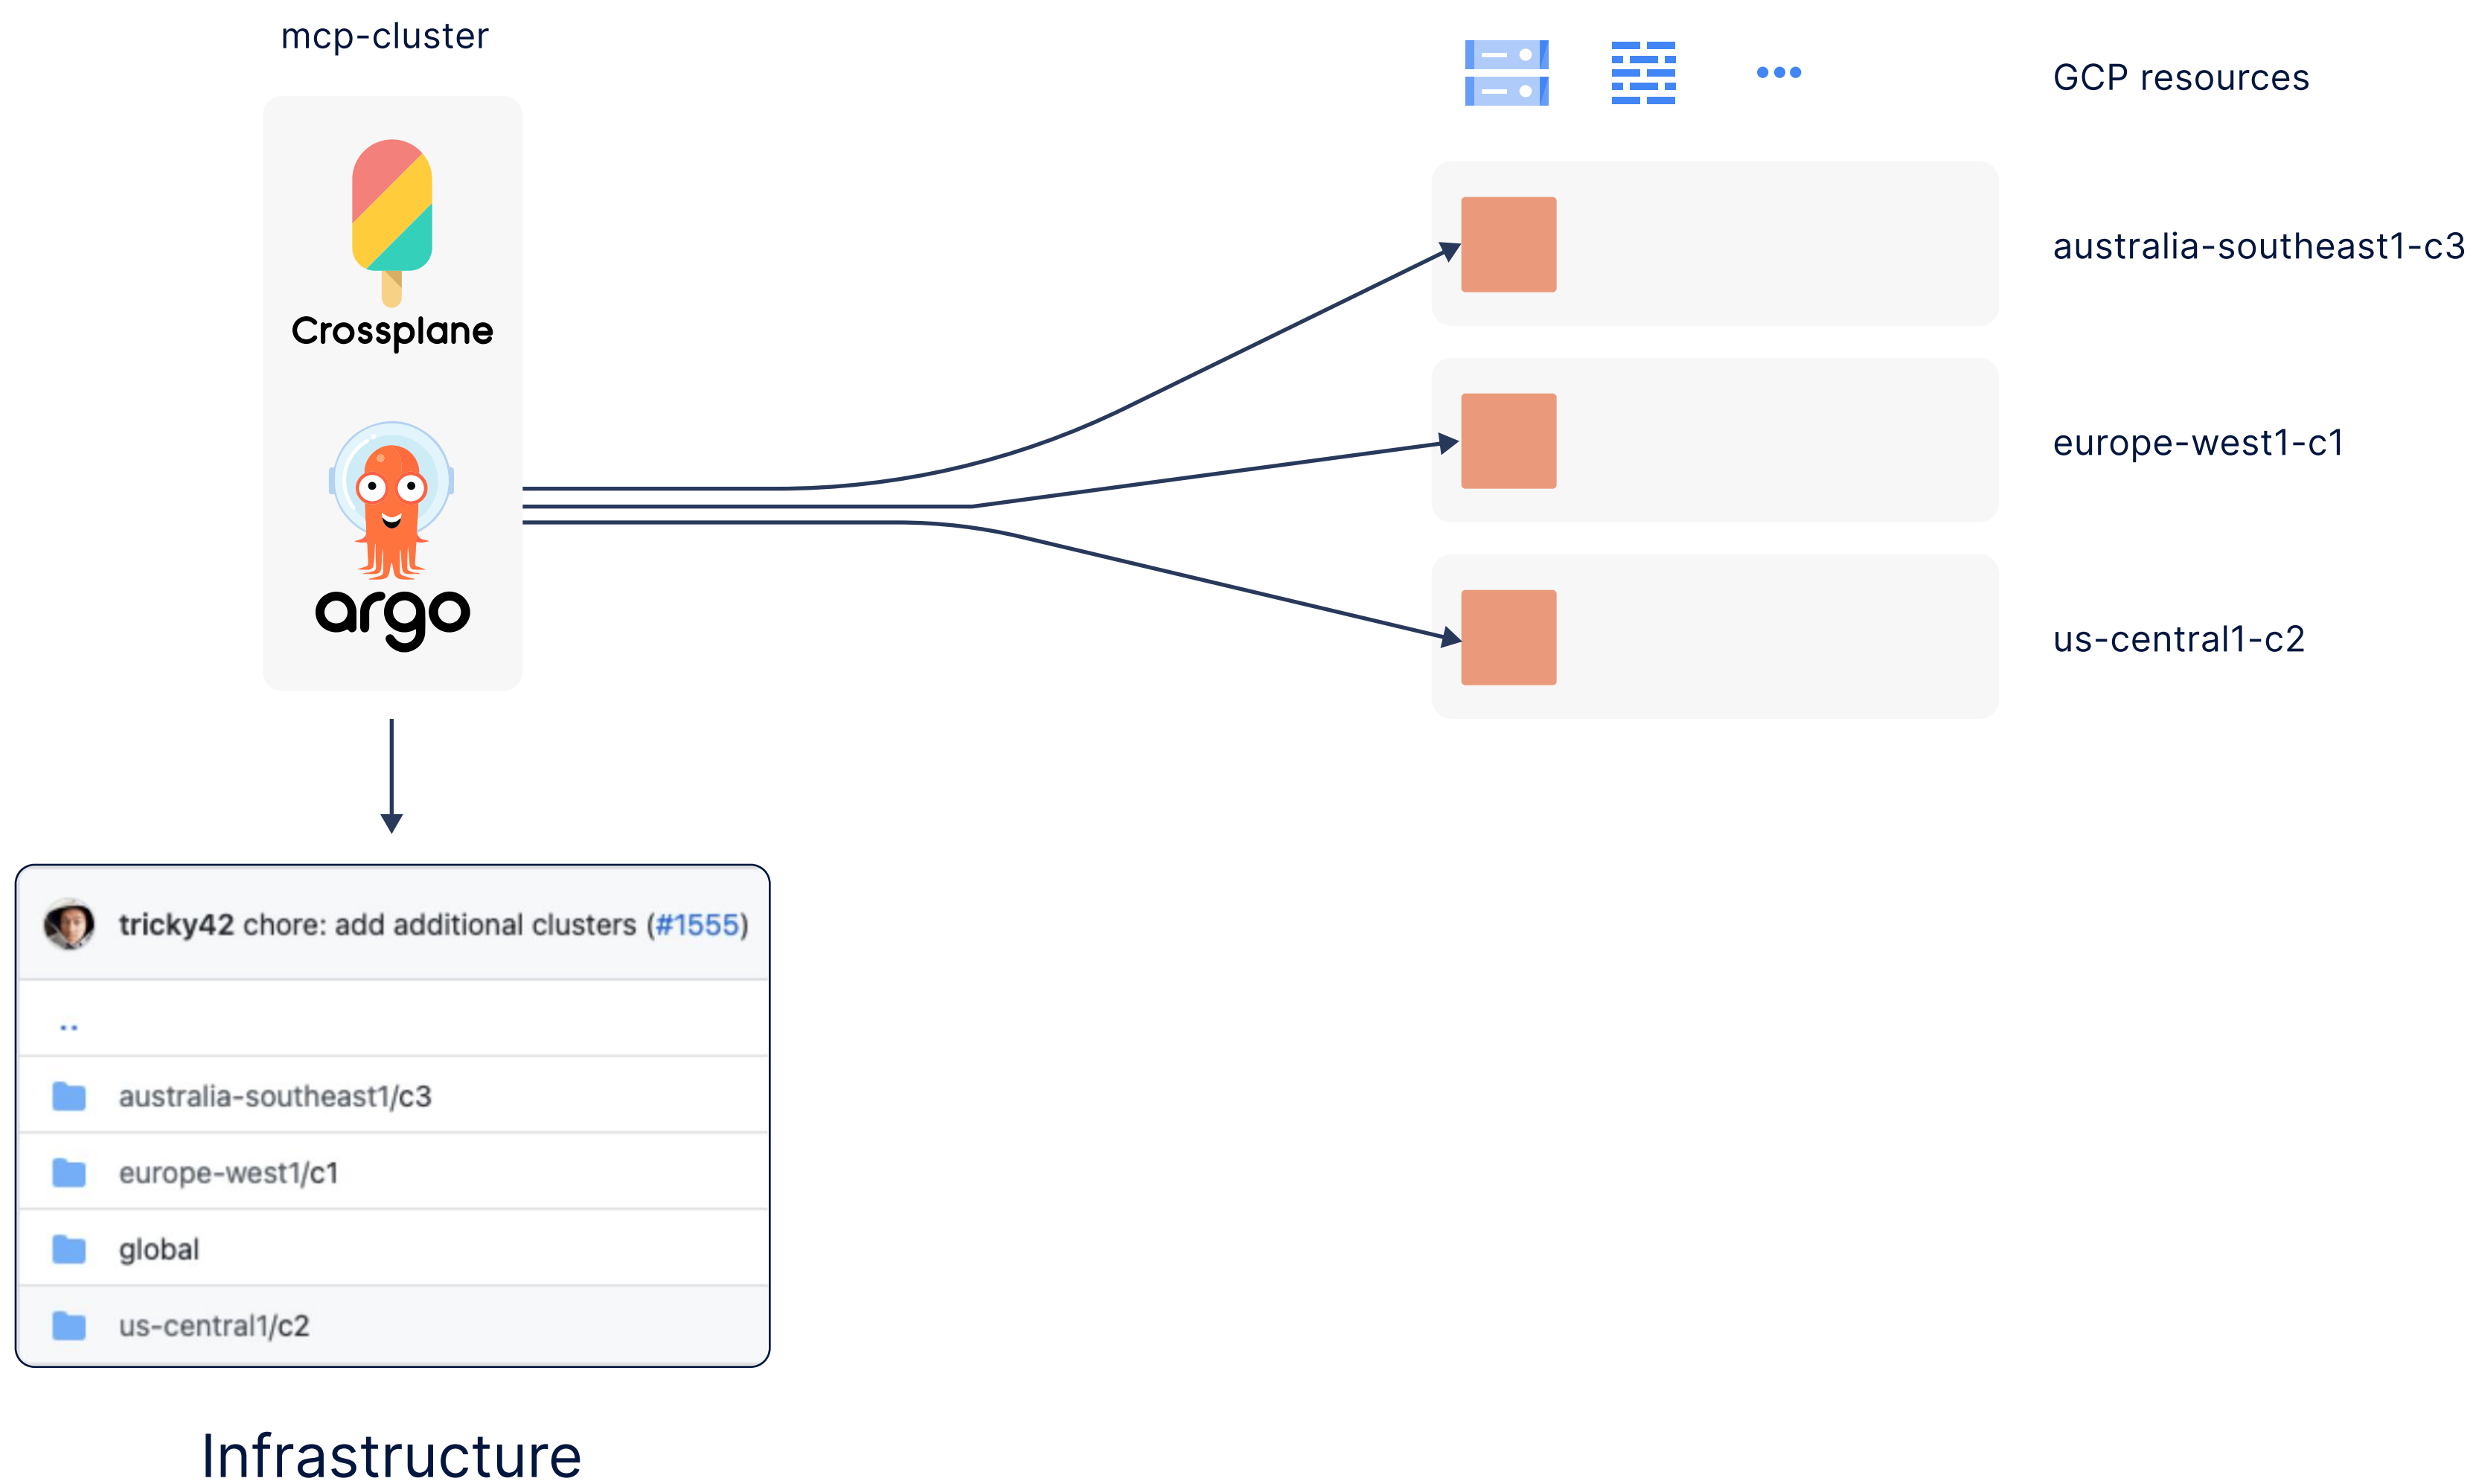 mcp-cluster
Crossplane
argo
GCP resources
australia-southeast1-c3
europe-west1-c1
us-central1-c2
tricky42 chore: add additional clusters (#1555)
..
australia-southeast1/c3
europe-west1/c1
global
us-central1/c2
Infrastructure